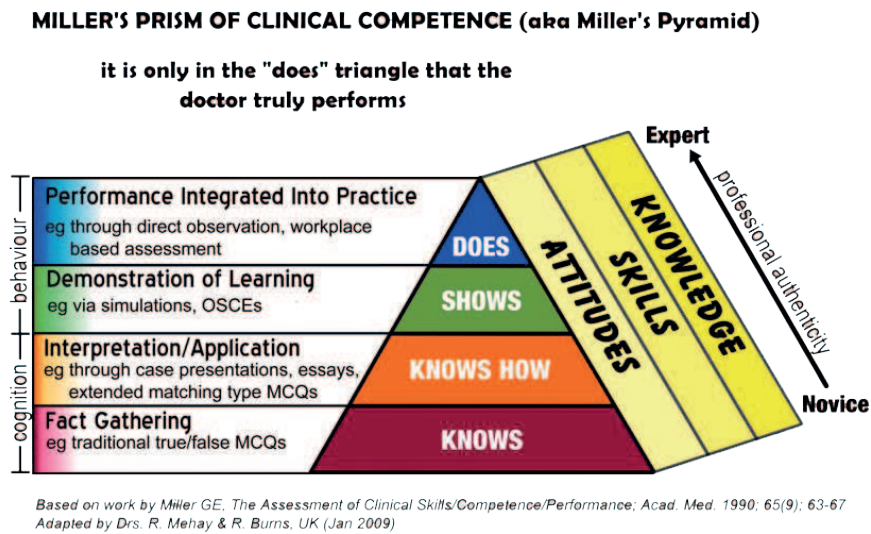 MILLER'S PRISM OF CLINICAL COMPETENCE (aka Miller's Pyramid)
it is only in the "does" triangle that the
doctor truly performs
Expert
professional authenticity
Novice
behaviour
cognition
Performance Integrated Into Practice
eg through direct observation, workplace
based assessment
DOES
Demonstration of Learning
eg via simulations, OSCEs
SHOWS
Interpretation/Application
eg through case presentations, essays,
extended matching type MCQs
KNOWS HOW
Fact Gathering
eg traditional true/false MCQs
KNOWS
ATTITUDES
SKILLS
KNOWLEDGE
Based on work by Miller GE, The Assessment of Clinical Skills/Competence/Performance; Acad. Med. 1990; 65(9); 63-67
Adapted by Drs. R. Mehay & R. Burns, UK (Jan 2009)